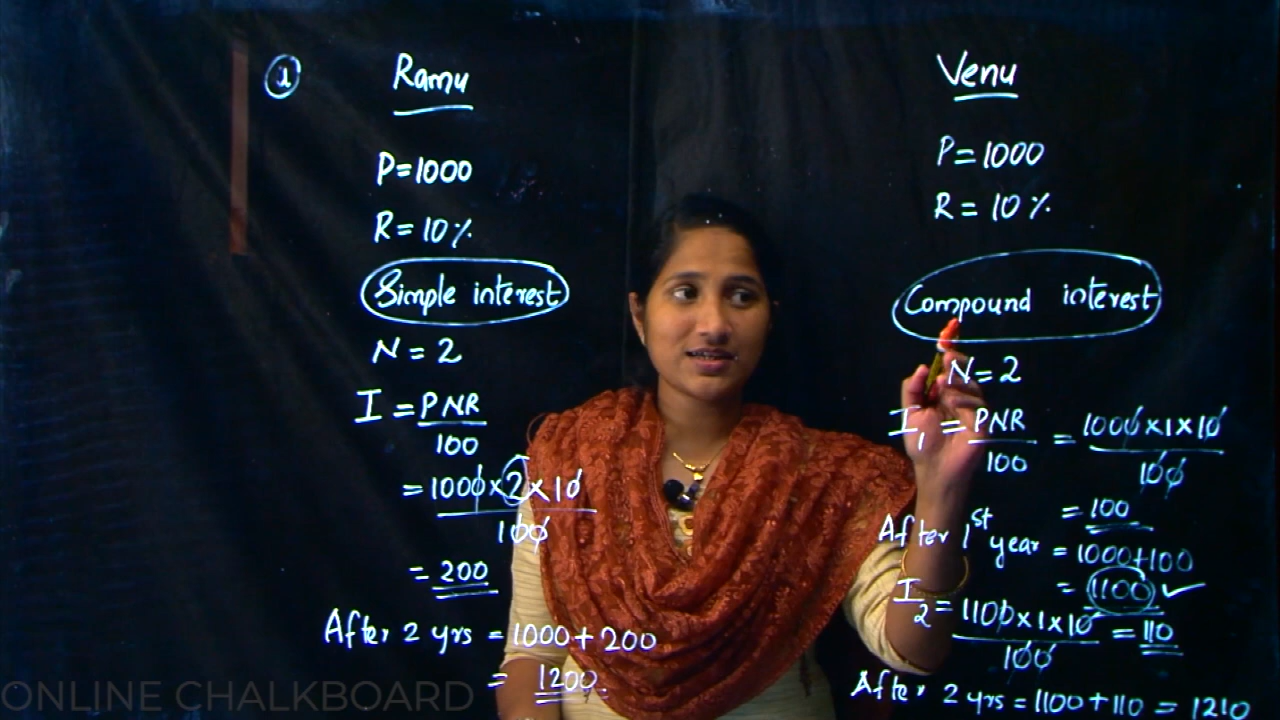 1
Ramu
P=1000
R=10%
Simple interest
N=2
I=PNR/100
=1000×2×10/100
=200
After 2 yrs=1000+200
=1200.
Venu
P=1000
R=10%.
Compound interest
N=2
I1=PNR/100=1000×1×10/100
=100
After 1st year=1000+100
=1100 ✓
I2=1100×1×10/100=110
After 2 yrs=1100+110=1210
ONLINE CHALKBOARD